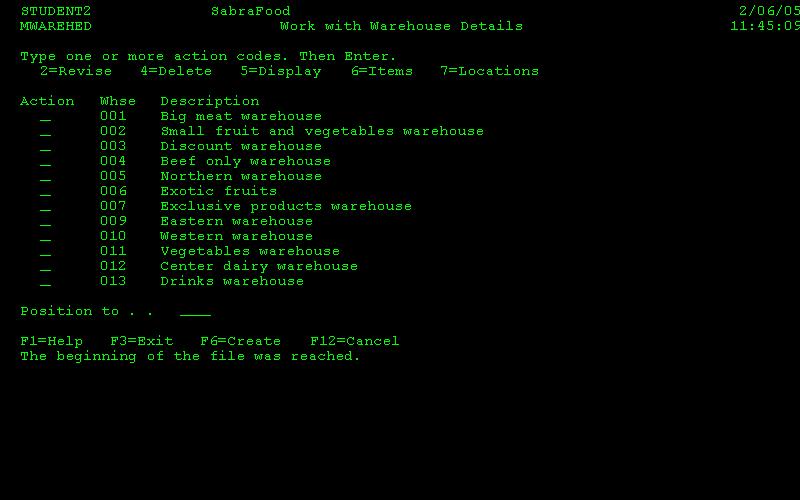 STUDENT2 SabraFood 2/06/05
MWAREHED Work with Warehouse Details 11:45:09
Type one or more action codes. Then Enter.
2=Revise 4=Delete 5=Display 6=Items 7=Locations
Action Whse Description
_ 001 Big meat warehouse
_ 002 Small fruit and vegetables warehouse
_ 003 Discount warehouse
_ 004 Beef only warehouse
_ 005 Northern warehouse
_ 006 Exotic fruits
_ 007 Exclusive products warehouse
_ 009 Eastern warehouse
_ 010 Western warehouse
_ 011 Vegetables warehouse
_ 012 Center dairy warehouse
_ 013 Drinks warehouse
Position to . . ___
F1=Help F3=Exit F6=Create F12=Cancel
The beginning of the file was reached.